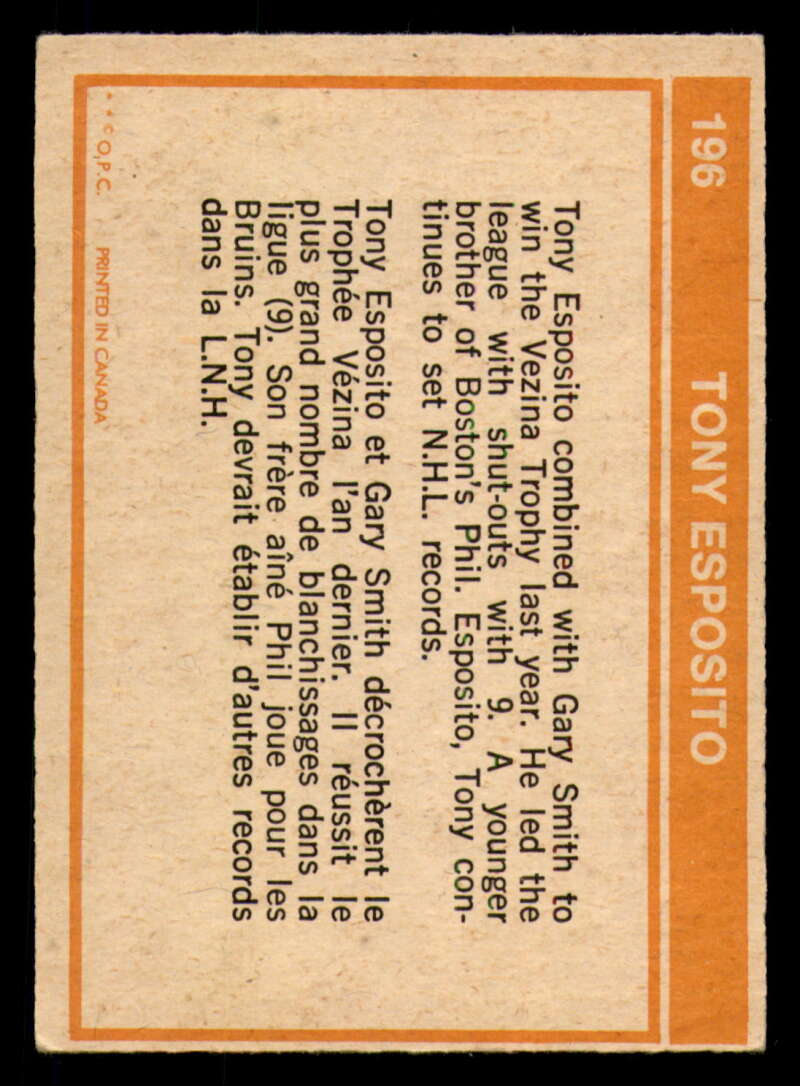 196 TONY ESPOSITO
Tony Esposito combined with Gary Smith to
win the Vezina Trophy last year. He led the
league with shut-outs with 9. A younger
brother of Boston's Phil. Esposito, Tony con-
tinues to set N.H.L. records.
Tony Esposito et Gary Smith décrochèrent le
Trophée Vézina l'an dernier. Il réussit le
plus grand nombre de blanchissages dans la
ligue (9). Son frère aîné Phil joue pour les
Bruins. Tony devrait établir d'autres records
dans la L.N.H.
* * © O.P.C. PRINTED IN CANADA